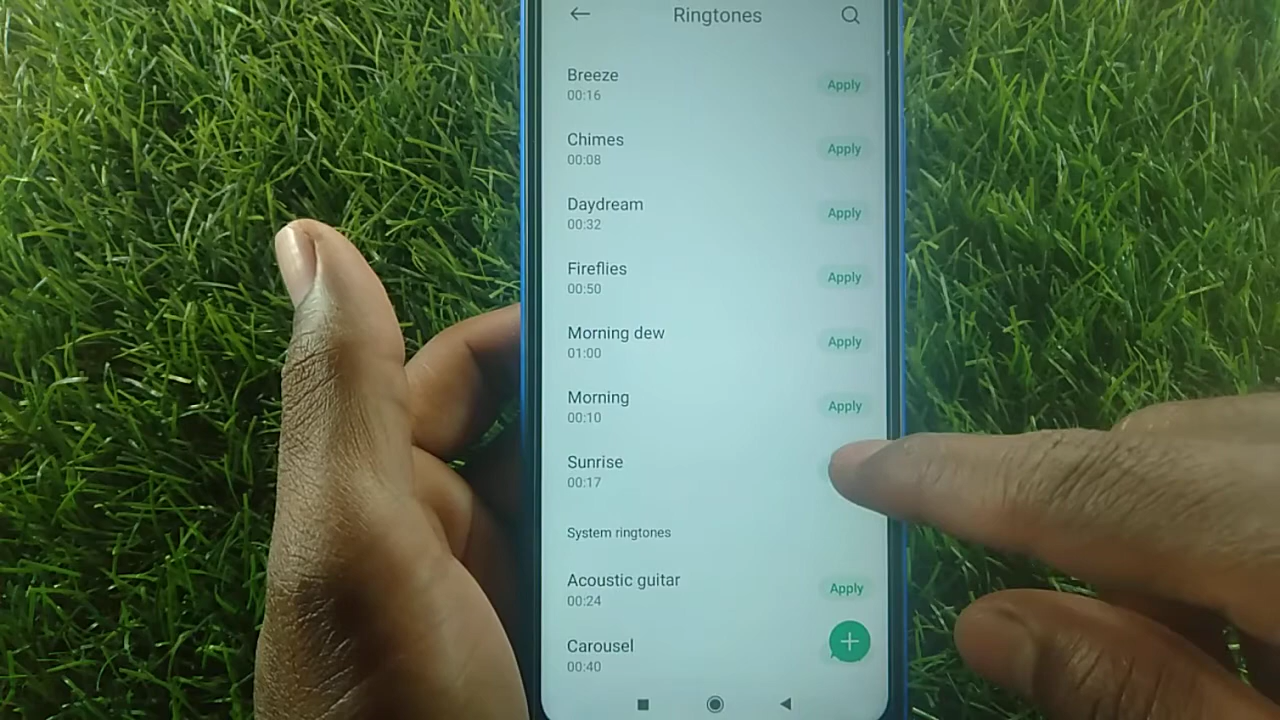 Ringtones
Breeze
00:16
Apply
Chimes
00:08
Apply
Daydream
00:32
Apply
Fireflies
00:50
Apply
Morning dew
01:00
Apply
Morning
00:10
Apply
Sunrise
00:17
System ringtones
Acoustic guitar
00:24
Apply
Carousel
00:40